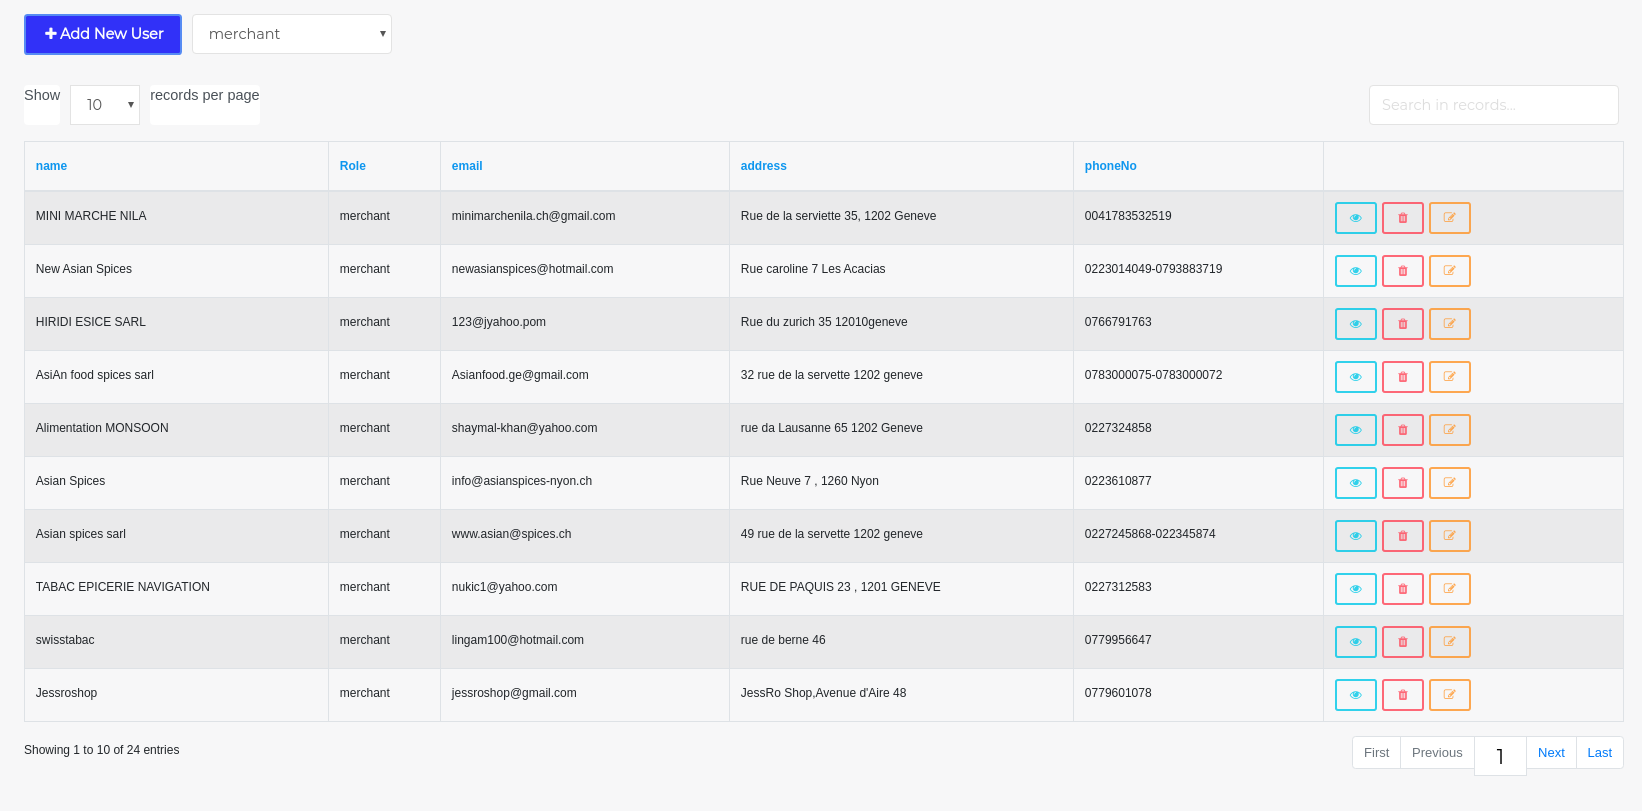 Add New User merchant
Show 10 records per page Search in records...
name Role email address phoneNo
MINI MARCHE NILA merchant minimarchenila.ch@gmail.com Rue de la serviette 35, 1202 Geneve 0041783532519
New Asian Spices merchant newasianspices@hotmail.com Rue caroline 7 Les Acacias 0223014049-0793883719
HIRIDI ESICE SARL merchant 123@jyahoo.pom Rue du zurich 35 12010geneve 0766791763
AsiAn food spices sarl merchant Asianfood.ge@gmail.com 32 rue de la servette 1202 geneve 0783000075-0783000072
Alimentation MONSOON merchant shaymal-khan@yahoo.com rue da Lausanne 65 1202 Geneve 0227324858
Asian Spices merchant info@asianspices-nyon.ch Rue Neuve 7 , 1260 Nyon 0223610877
Asian spices sarl merchant www.asian@spices.ch 49 rue de la servette 1202 geneve 0227245868-022345874
TABAC EPICERIE NAVIGATION merchant nukic1@yahoo.com RUE DE PAQUIS 23 , 1201 GENEVE 0227312583
swisstabac merchant lingam100@hotmail.com rue de berne 46 0779956647
Jessroshop merchant jessroshop@gmail.com JessRo Shop,Avenue d'Aire 48 0779601078
Showing 1 to 10 of 24 entries First Previous 1 Next Last